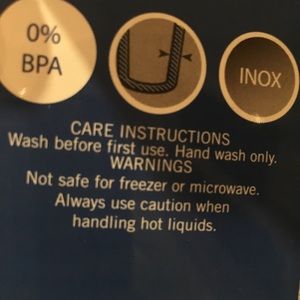 0%
BPA
INOX
CARE INSTRUCTIONS
Wash before first use. Hand wash only.
WARNINGS
Not safe for freezer or microwave.
Always use caution when
handling hot liquids.